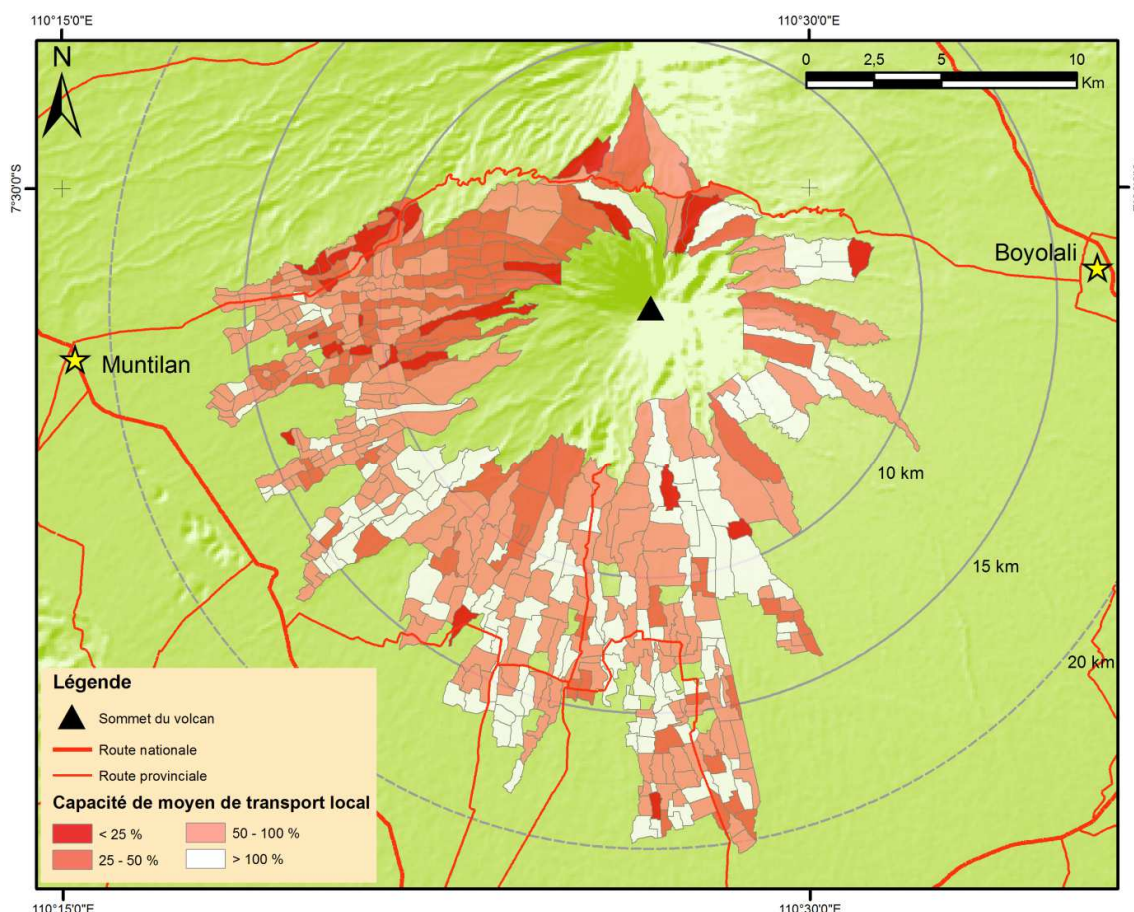 110°15'0"E
110°30'0"E
N
0 2,5 5 10
Km
7°30'0"S
Boyolali
Muntilan
10 km
15 km
20 km
Légende
Sommet du volcan
Route nationale
Route provinciale
Capacité de moyen de transport local
< 25 %
50 - 100 %
25 - 50 %
> 100 %
110°15'0"E
110°30'0"E